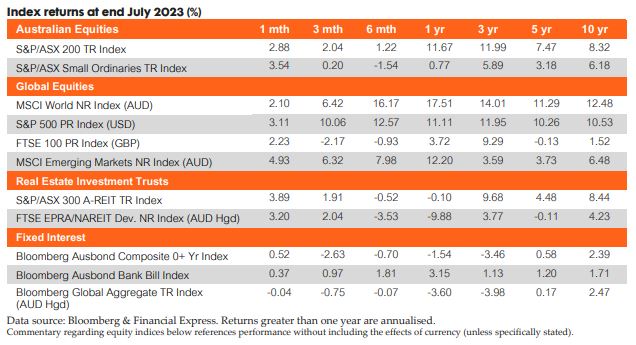 Index returns at end July 2023 (%)
Australian Equities 1 mth 3 mth 6 mth 1 yr 3 yr 5 yr 10 yr
S&P/ASX 200 TR Index 2.88 2.04 1.22 11.67 11.99 7.47 8.32
S&P/ASX Small Ordinaries TR Index 3.54 0.20 -1.54 0.77 5.89 3.18 6.18
Global Equities
MSCI World NR Index (AUD) 2.10 6.42 16.17 17.51 14.01 11.29 12.48
S&P 500 PR Index (USD) 3.11 10.06 12.57 11.11 11.95 10.26 10.53
FTSE 100 PR Index (GBP) 2.23 -2.17 -0.93 3.72 9.29 -0.13 1.52
MSCI Emerging Markets NR Index (AUD) 4.93 6.32 7.98 12.20 3.59 3.73 6.48
Real Estate Investment Trusts
S&P/ASX 300 A-REIT TR Index 3.89 1.91 -0.52 -0.10 9.68 4.48 8.44
FTSE EPRA/NAREIT Dev. NR Index (AUD Hgd) 3.20 2.04 -3.53 -9.88 3.77 -0.11 4.23
Fixed Interest
Bloomberg Ausbond Composite 0+ Yr Index 0.52 -2.63 -0.70 -1.54 -3.46 0.58 2.39
Bloomberg Ausbond Bank Bill Index 0.37 0.97 1.81 3.15 1.13 1.20 1.71
Bloomberg Global Aggregate TR Index -0.04 -0.75 -0.07 -3.60 -3.98 0.17 2.47
(AUD Hgd)
Data source: Bloomberg & Financial Express. Returns greater than one year are annualised.
Commentary regarding equity indices below references performance without including the effects of currency (unless specifically stated).